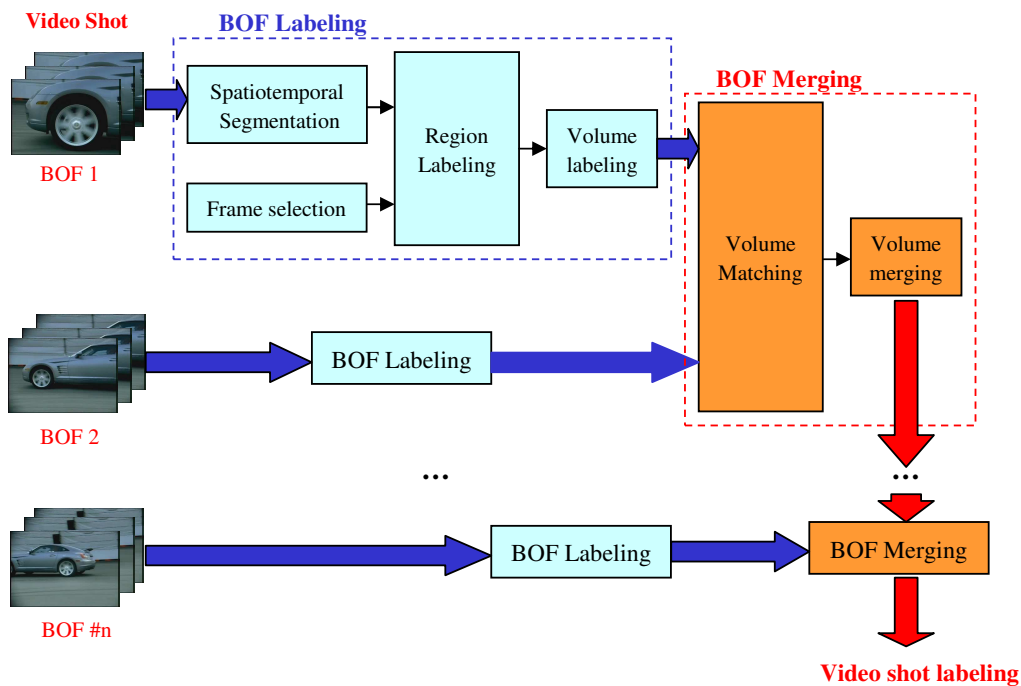 Video Shot
BOF Labeling
BOF 1
Spatiotemporal
Segmentation
Frame selection
Region
Labeling
Volume
labeling
BOF Merging
Volume
Matching
Volume
merging
BOF 2
BOF Labeling
...
...
BOF #n
BOF Labeling
BOF Merging
Video shot labeling